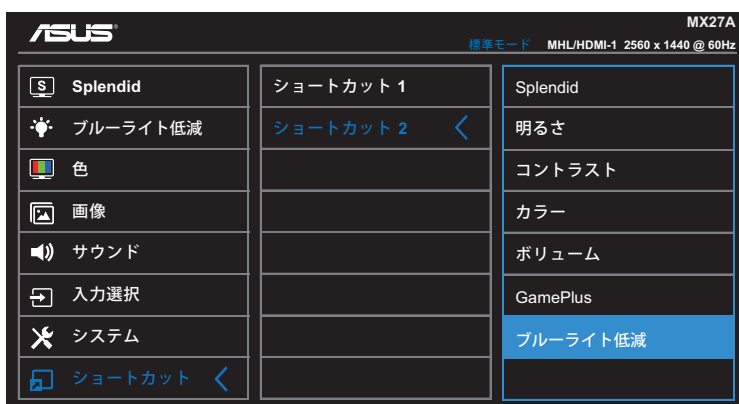 ASUS®
MX27A
標準モード MHL/HDMI-1 2560 x 1440 @ 60Hz
S Splendid
ブルーライト低減
色
画像
サウンド
入力選択
システム
ショートカット
ショートカット 1
ショートカット 2
Splendid
明るさ
コントラスト
カラー
ボリューム
GamePlus
ブルーライト低減